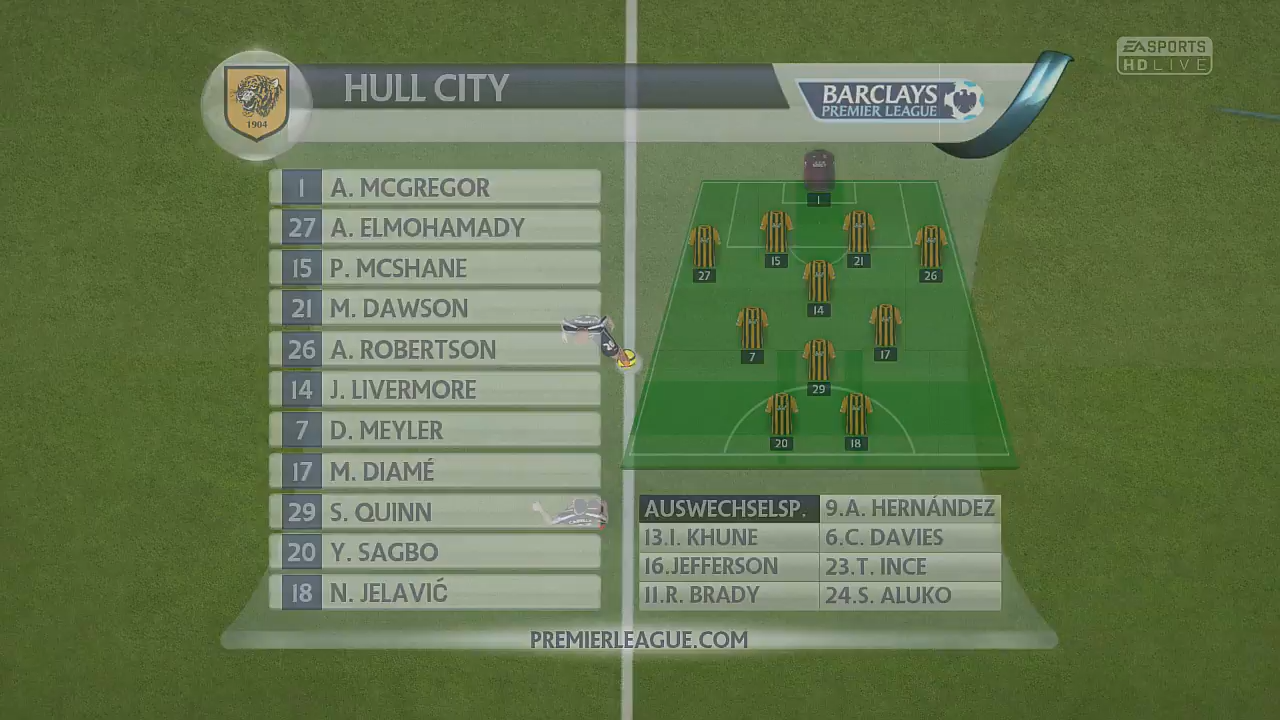 EA SPORTS
HD LIVE
HULL CITY
BARCLAYS
PREMIER LEAGUE
1904
1 A. MCGREGOR
27 A. ELMOHAMADY
15 P. MCSHANE
21 M. DAWSON
26 A. ROBERTSON
14 J. LIVERMORE
7 D. MEYLER
17 M. DIAMÉ
29 S. QUINN
20 Y. SAGBO
18 N. JELAVIĆ
1
15 21
27 26
14
7 17
29
20 18
AUSWECHSELSP. 9.A. HERNÁNDEZ
13.I. KHUNE 6.C. DAVIES
16.JEFFERSON 23.T. INCE
11.R. BRADY 24.S. ALUKO
PREMIERLEAGUE.COM